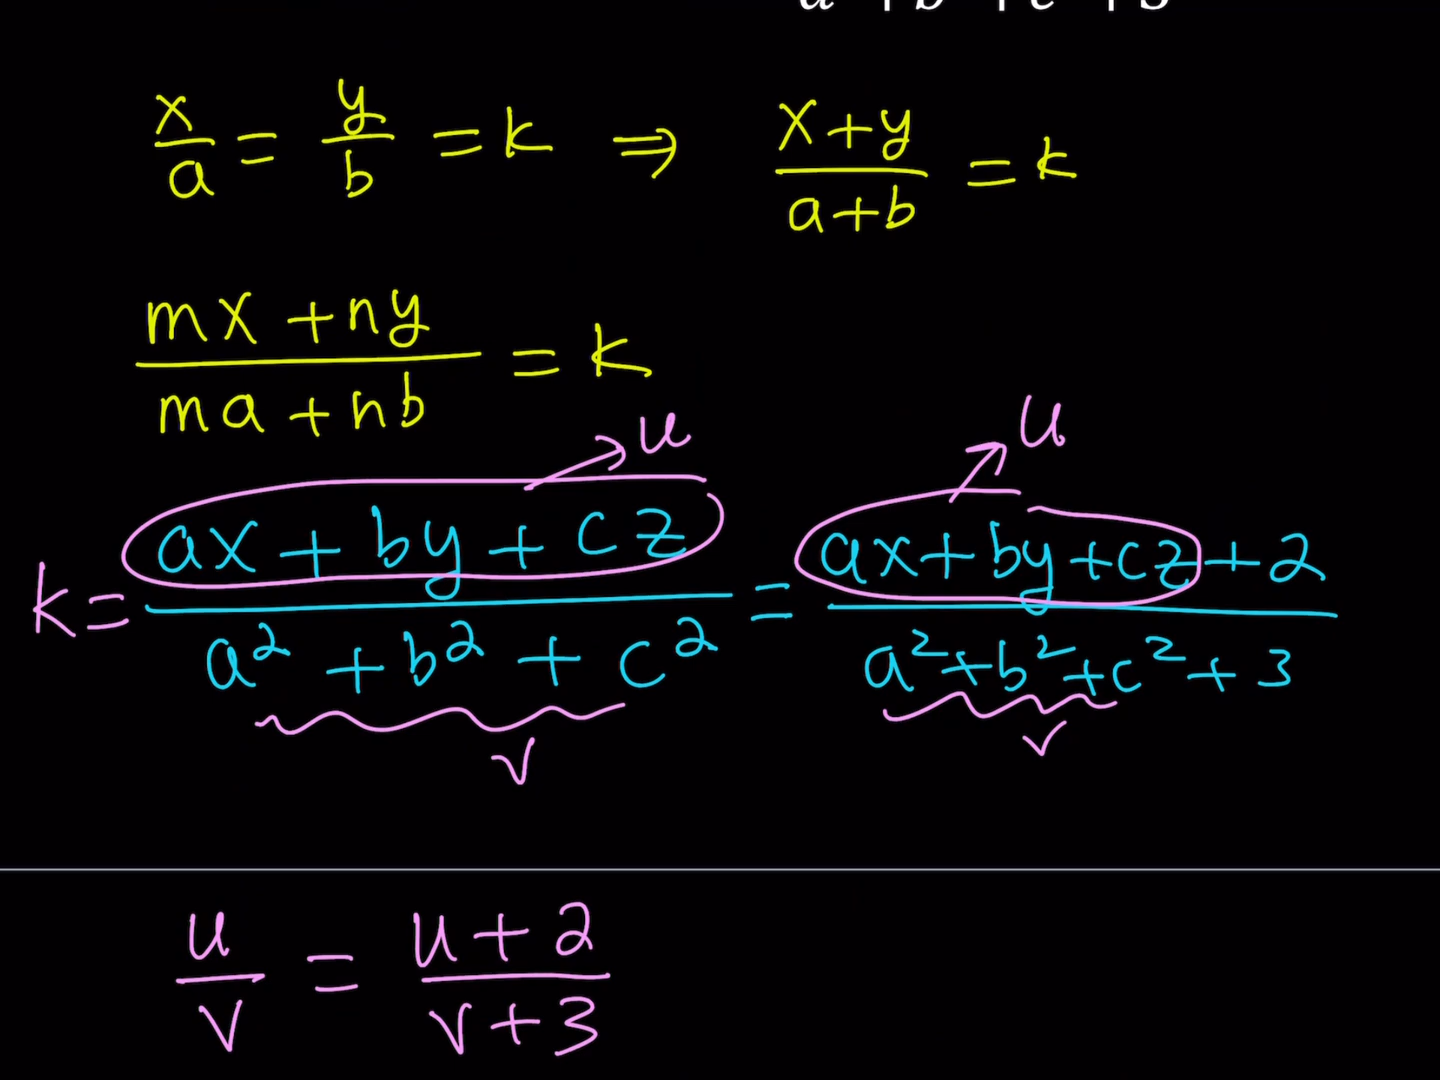 a + b + c + 3
x/a = y/b = k ⇒ (x+y)/(a+b) = k
(mx + ny)/(ma + nb) = k
u u
k = (ax + by + cz)/(a² + b² + c²) = (ax + by + cz + 2)/(a² + b² + c² + 3)
v v
u/v = (u + 2)/(v + 3)